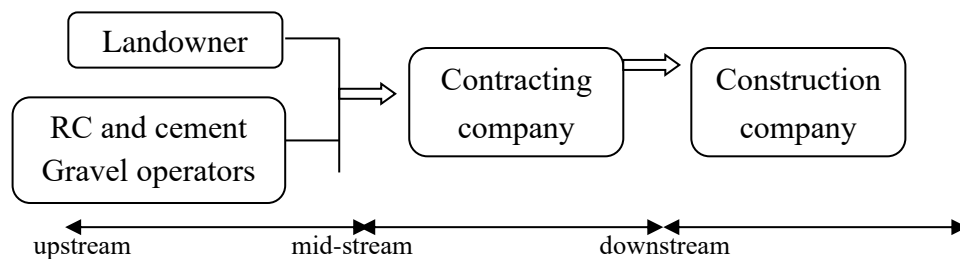 Landowner
RC and cement
Gravel operators
Contracting
company
Construction
company
upstream
mid-stream
downstream